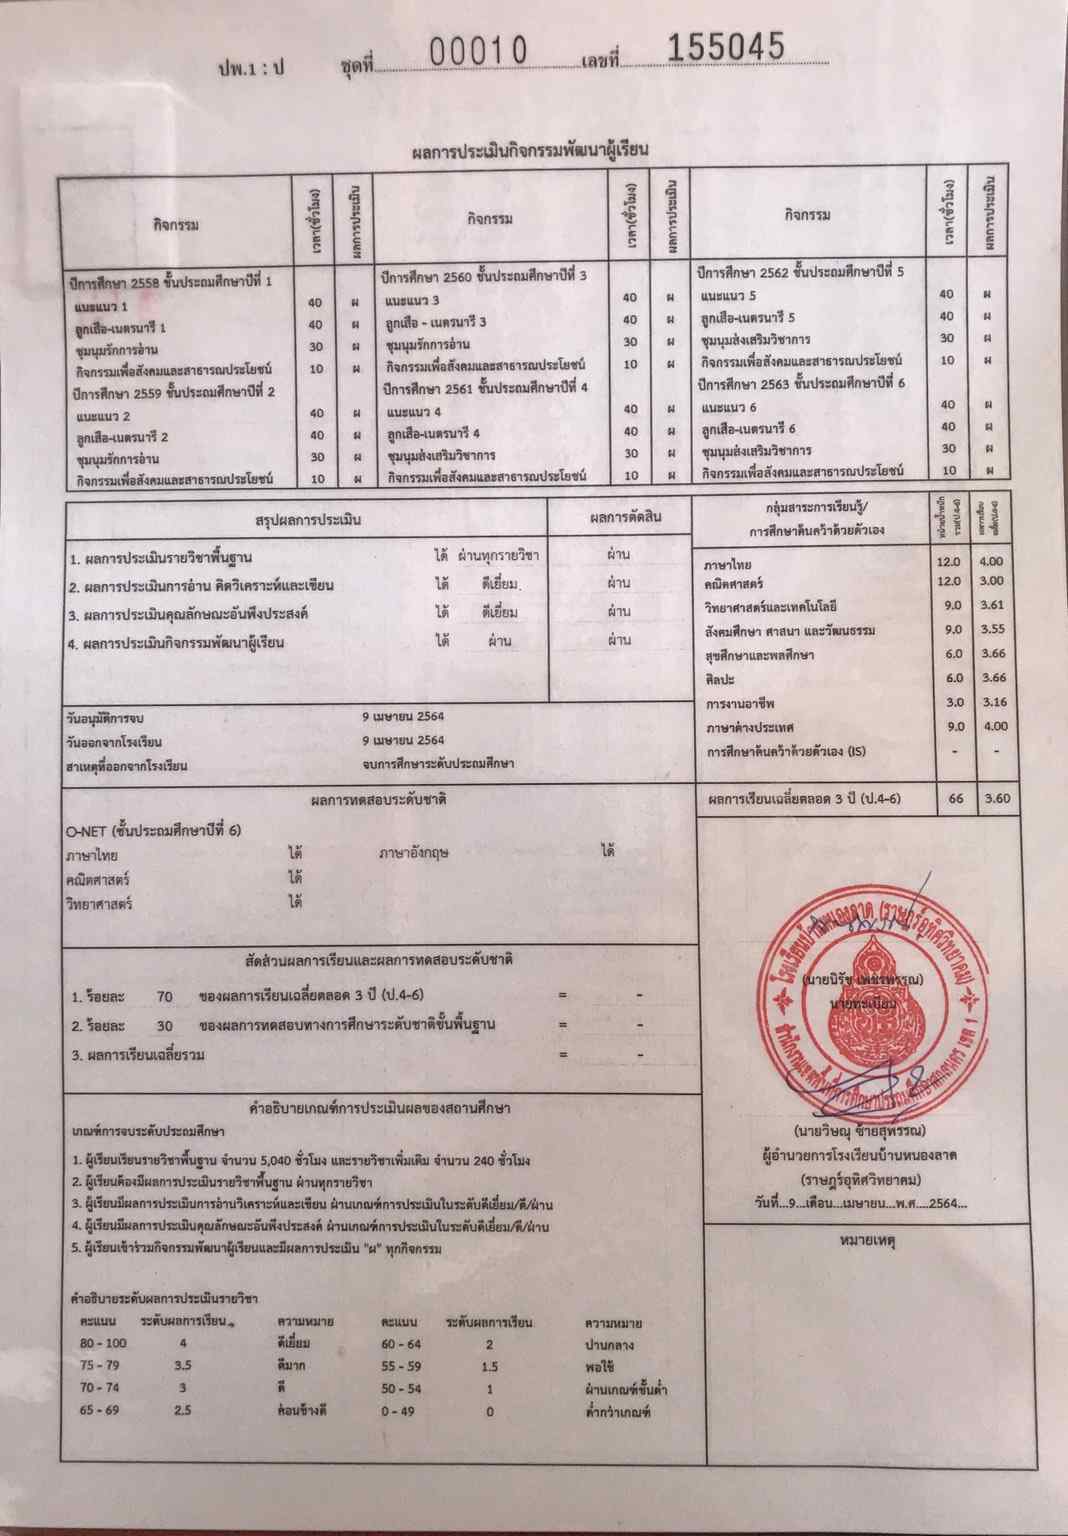 ปพ.1 : ป ชุดที่ 00010 เลขที่ 155045
ผลการประเมินกิจกรรมพัฒนาผู้เรียน
กิจกรรม เวลา(ชั่วโมง) ผลการประเมิน กิจกรรม เวลา(ชั่วโมง) ผลการประเมิน กิจกรรม เวลา(ชั่วโมง) ผลการประเมิน
ปีการศึกษา 2558 ชั้นประถมศึกษาปีที่ 1 ปีการศึกษา 2560 ชั้นประถมศึกษาปีที่ 3 ปีการศึกษา 2562 ชั้นประถมศึกษาปีที่ 5
แนะแนว 1 40 ผ แนะแนว 3 40 ผ แนะแนว 5 40 ผ
ลูกเสือ-เนตรนารี 1 40 ผ ลูกเสือ - เนตรนารี 3 40 ผ ลูกเสือ-เนตรนารี 5 40 ผ
ชุมนุมรักการอ่าน 30 ผ ชุมนุมรักการอ่าน 30 ผ ชุมนุมส่งเสริมวิชาการ 30 ผ
กิจกรรมเพื่อสังคมและสาธารณประโยชน์ 10 ผ กิจกรรมเพื่อสังคมและสาธารณประโยชน์ 10 ผ กิจกรรมเพื่อสังคมและสาธารณประโยชน์ 10 ผ
ปีการศึกษา 2559 ชั้นประถมศึกษาปีที่ 2 ปีการศึกษา 2561 ชั้นประถมศึกษาปีที่ 4 ปีการศึกษา 2563 ชั้นประถมศึกษาปีที่ 6
แนะแนว 2 40 ผ แนะแนว 4 40 ผ แนะแนว 6 40 ผ
ลูกเสือ-เนตรนารี 2 40 ผ ลูกเสือ-เนตรนารี 4 40 ผ ลูกเสือ-เนตรนารี 6 40 ผ
ชุมนุมรักการอ่าน 30 ผ ชุมนุมส่งเสริมวิชาการ 30 ผ ชุมนุมส่งเสริมวิชาการ 30 ผ
กิจกรรมเพื่อสังคมและสาธารณประโยชน์ 10 ผ กิจกรรมเพื่อสังคมและสาธารณประโยชน์ 10 ผ กิจกรรมเพื่อสังคมและสาธารณประโยชน์ 10 ผ
สรุปผลการประเมิน ผลการตัดสิน
1. ผลการประเมินรายวิชาพื้นฐาน ได้ ผ่านทุกรายวิชา ผ่าน
2. ผลการประเมินการอ่าน คิดวิเคราะห์และเขียน ได้ ดีเยี่ยม ผ่าน
3. ผลการประเมินคุณลักษณะอันพึงประสงค์ ได้ ดีเยี่ยม ผ่าน
4. ผลการประเมินกิจกรรมพัฒนาผู้เรียน ได้ ผ่าน ผ่าน
วันอนุมัติการจบ 9 เมษายน 2564
วันออกจากโรงเรียน 9 เมษายน 2564
สาเหตุที่ออกจากโรงเรียน จบการศึกษาระดับประถมศึกษา
กลุ่มสาระการเรียนรู้/
การศึกษาค้นคว้าด้วยตัวเอง
ภาษาไทย 12.0 4.00
คณิตศาสตร์ 12.0 3.00
วิทยาศาสตร์และเทคโนโลยี 9.0 3.61
สังคมศึกษา ศาสนา และวัฒนธรรม 9.0 3.55
สุขศึกษาและพลศึกษา 6.0 3.66
ศิลปะ 6.0 3.66
การงานอาชีพ 3.0 3.16
ภาษาต่างประเทศ 9.0 4.00
การศึกษาค้นคว้าด้วยตัวเอง (IS) - -
ผลการเรียนเฉลี่ยตลอด 3 ปี (ป.4-6) 66 3.60
ผลการทดสอบระดับชาติ
O-NET (ชั้นประถมศึกษาปีที่ 6)
ภาษาไทย ได้ ภาษาอังกฤษ ได้
คณิตศาสตร์ ได้
วิทยาศาสตร์ ได้
สัดส่วนผลการเรียนและผลการทดสอบระดับชาติ
1. ร้อยละ 70 ของผลการเรียนเฉลี่ยตลอด 3 ปี (ป.4-6) = -
2. ร้อยละ 30 ของผลการทดสอบทางการศึกษาระดับชาติขั้นพื้นฐาน = -
3. ผลการเรียนเฉลี่ยรวม = -
โรงเรียนบ้านหนองลาด (ราษฎร์อุทิศวิทยาคม)
สำนักงานเขตพื้นที่การศึกษาประถมศึกษาสกลนคร เขต 1
(นายนิรัช เพชรพรรณ)
นายทะเบียน
(นายวิษณุ ซ้ายสุพรรณ)
ผู้อำนวยการโรงเรียนบ้านหนองลาด
(ราษฎร์อุทิศวิทยาคม)
วันที่...9...เดือน...เมษายน...พ.ศ....2564...
หมายเหตุ
คำอธิบายเกณฑ์การประเมินผลของสถานศึกษา
เกณฑ์การจบระดับประถมศึกษา
1. ผู้เรียนเรียนรายวิชาพื้นฐาน จำนวน 5,040 ชั่วโมง และรายวิชาเพิ่มเติม จำนวน 240 ชั่วโมง
2. ผู้เรียนต้องมีผลการประเมินรายวิชาพื้นฐาน ผ่านทุกรายวิชา
3. ผู้เรียนมีผลการประเมินการอ่านวิเคราะห์และเขียน ผ่านเกณฑ์การประเมินในระดับดีเยี่ยม/ดี/ผ่าน
4. ผู้เรียนมีผลการประเมินคุณลักษณะอันพึงประสงค์ ผ่านเกณฑ์การประเมินในระดับดีเยี่ยม/ดี/ผ่าน
5. ผู้เรียนเข้าร่วมกิจกรรมพัฒนาผู้เรียนและมีผลการประเมิน "ผ" ทุกกิจกรรม
คำอธิบายระดับผลการประเมินรายวิชา
คะแนน ระดับผลการเรียน ความหมาย คะแนน ระดับผลการเรียน ความหมาย
80 - 100 4 ดีเยี่ยม 60 - 64 2 ปานกลาง
75 - 79 3.5 ดีมาก 55 - 59 1.5 พอใช้
70 - 74 3 ดี 50 - 54 1 ผ่านเกณฑ์ขั้นต่ำ
65 - 69 2.5 ค่อนข้างดี 0 - 49 0 ต่ำกว่าเกณฑ์